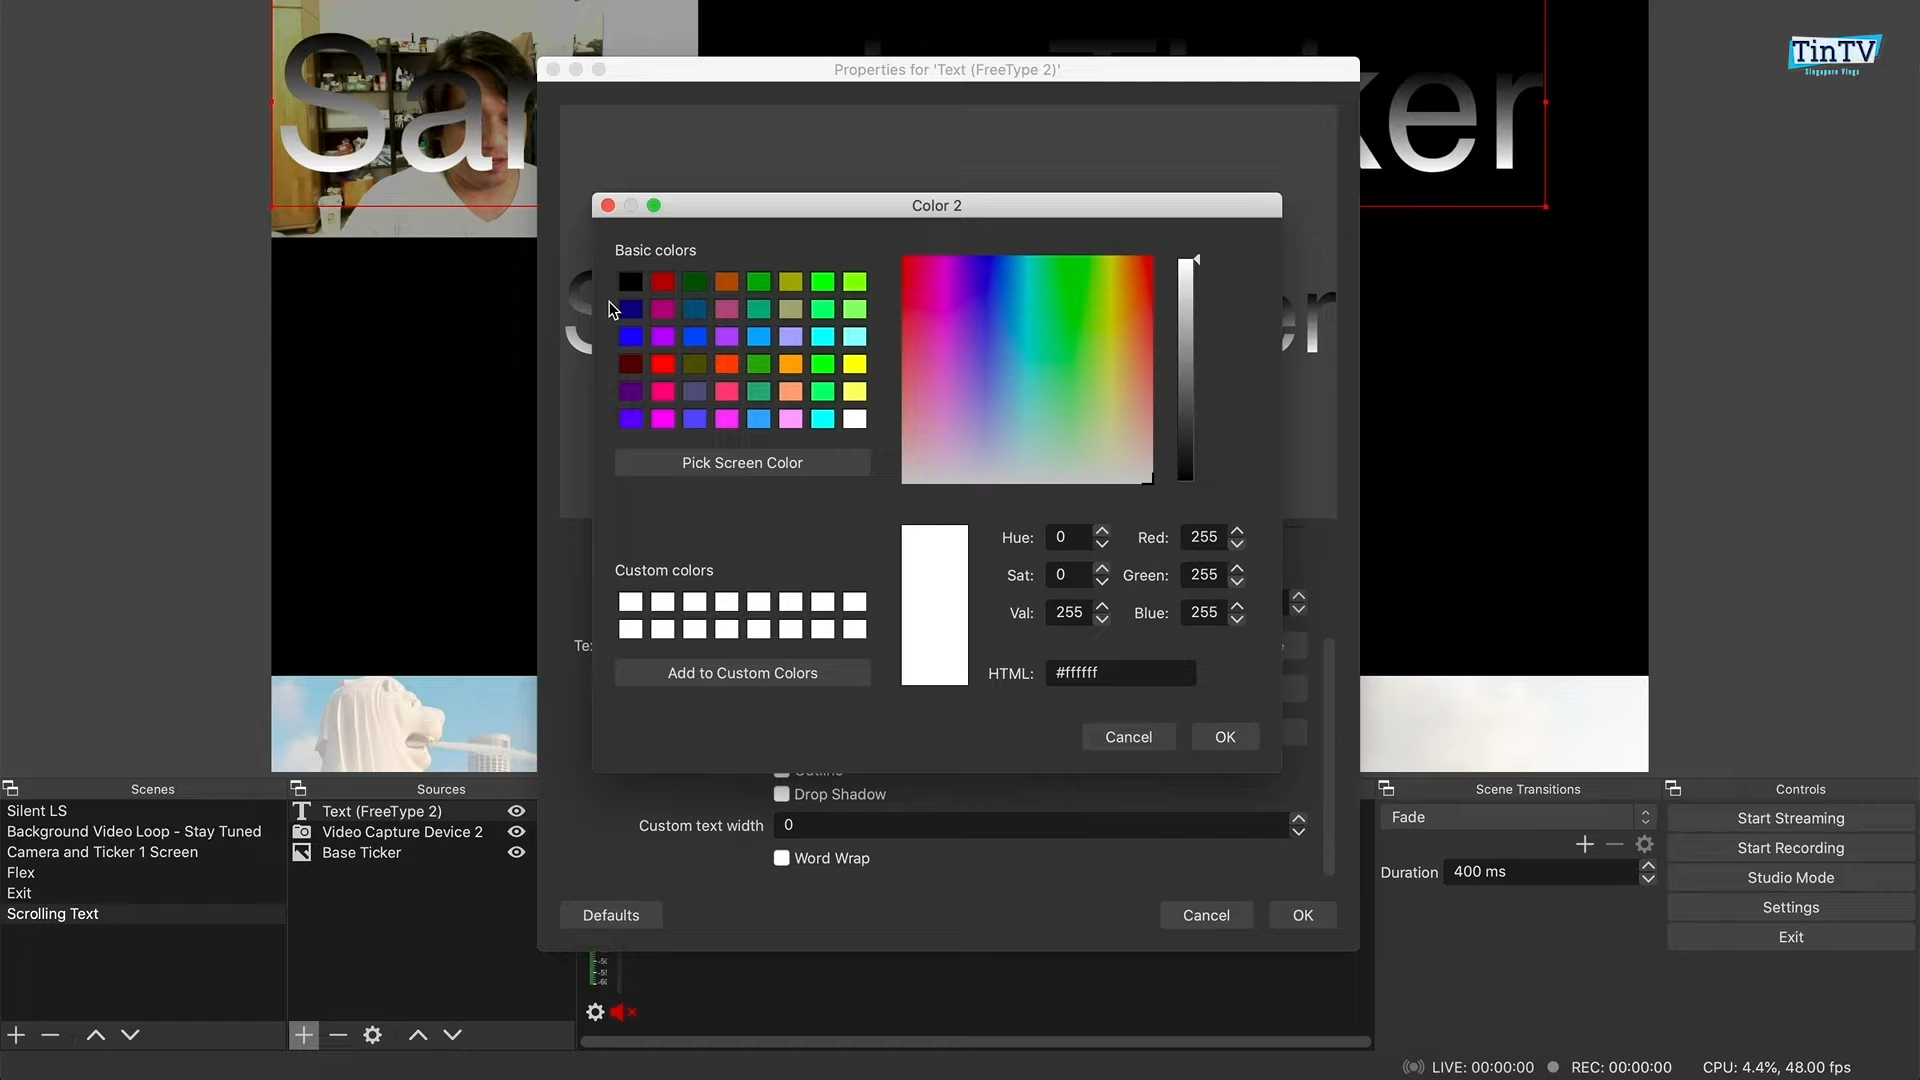 TinTV
Singapore Vlogs
Properties for 'Text (FreeType 2)'
Color 2
Basic colors
Pick Screen Color
Custom colors
Add to Custom Colors
Hue: 0
Red: 255
Sat: 0
Green: 255
Val: 255
Blue: 255
HTML: #ffffff
Cancel
OK
Outline
Drop Shadow
Custom text width 0
Word Wrap
Defaults
Cancel
OK
Scenes
Silent LS
Background Video Loop - Stay Tuned
Camera and Ticker 1 Screen
Flex
Exit
Scrolling Text
Sources
Text (FreeType 2)
Video Capture Device 2
Base Ticker
Scene Transitions
Fade
Duration 400 ms
Controls
Start Streaming
Start Recording
Studio Mode
Settings
Exit
LIVE: 00:00:00
REC: 00:00:00
CPU: 4.4%, 48.00 fps